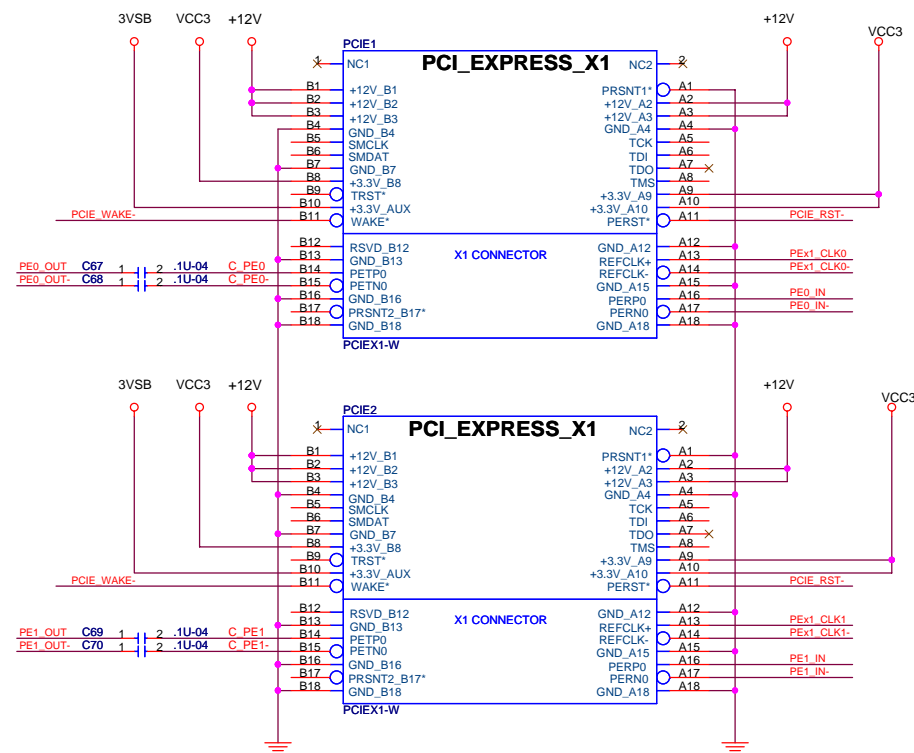 3VSB VCC3 +12V +12V VCC3
PCIE1
1 NC1 PCI_EXPRESS_X1 NC2 2
B1 +12V_B1 PRSNT1* A1
B2 +12V_B2 +12V_A2 A2
B3 +12V_B3 +12V_A3 A3
B4 GND_B4 GND_A4 A4
B5 SMCLK TCK A5
B6 SMDAT TDI A6
B7 GND_B7 TDO A7
B8 +3.3V_B8 TMS A8
B9 TRST* +3.3V_A9 A9
B10 +3.3V_AUX +3.3V_A10 A10
PCIE_WAKE- B11 WAKE* PERST* A11 PCIE_RST-
B12 RSVD_B12 X1 CONNECTOR GND_A12 A12
B13 GND_B13 REFCLK+ A13 PEx1_CLK0
PE0_OUT C67 1 2 .1U-04 C_PE0 B14 PETP0 REFCLK- A14 PEx1_CLK0-
PE0_OUT- C68 1 2 .1U-04 C_PE0- B15 PETN0 GND_A15 A15
B16 GND_B16 PERP0 A16 PE0_IN
B17 PRSNT2_B17* PERN0 A17 PE0_IN-
B18 GND_B18 GND_A18 A18
PCIEX1-W
3VSB VCC3 +12V +12V VCC3
PCIE2
1 NC1 PCI_EXPRESS_X1 NC2 2
B1 +12V_B1 PRSNT1* A1
B2 +12V_B2 +12V_A2 A2
B3 +12V_B3 +12V_A3 A3
B4 GND_B4 GND_A4 A4
B5 SMCLK TCK A5
B6 SMDAT TDI A6
B7 GND_B7 TDO A7
B8 +3.3V_B8 TMS A8
B9 TRST* +3.3V_A9 A9
B10 +3.3V_AUX +3.3V_A10 A10
PCIE_WAKE- B11 WAKE* PERST* A11 PCIE_RST-
B12 RSVD_B12 X1 CONNECTOR GND_A12 A12
B13 GND_B13 REFCLK+ A13 PEx1_CLK1
PE1_OUT C69 1 2 .1U-04 C_PE1 B14 PETP0 REFCLK- A14 PEx1_CLK1-
PE1_OUT- C70 1 2 .1U-04 C_PE1- B15 PETN0 GND_A15 A15
B16 GND_B16 PERP0 A16 PE1_IN
B17 PRSNT2_B17* PERN0 A17 PE1_IN-
B18 GND_B18 GND_A18 A18
PCIEX1-W